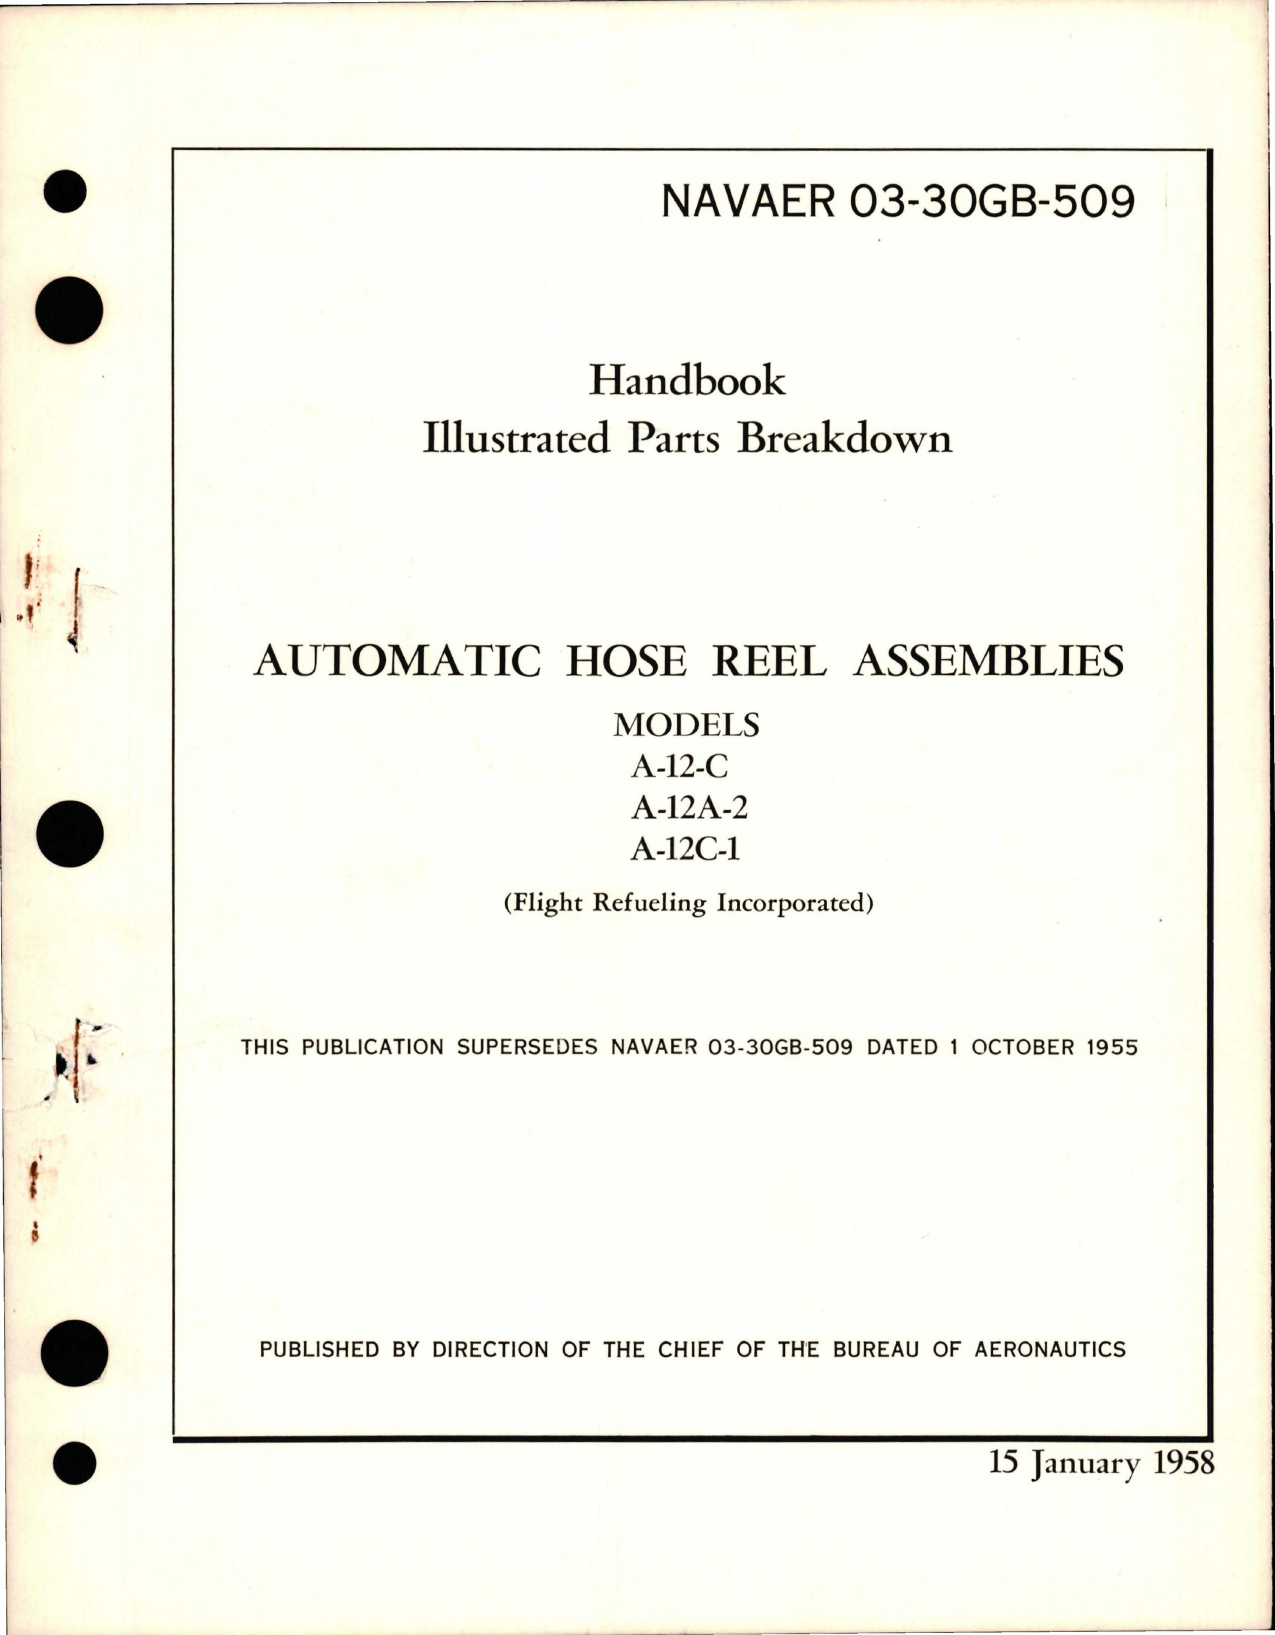 NAVAER 03-30GB-509
Handbook
Illustrated Parts Breakdown
AUTOMATIC HOSE REEL ASSEMBLIES
MODELS
A-12-C
A-12A-2
A-12C-1
(Flight Refueling Incorporated)
THIS PUBLICATION SUPERSEDES NAVAER 03-30GB-509 DATED 1 OCTOBER 1955
PUBLISHED BY DIRECTION OF THE CHIEF OF THE BUREAU OF AERONAUTICS
15 January 1958